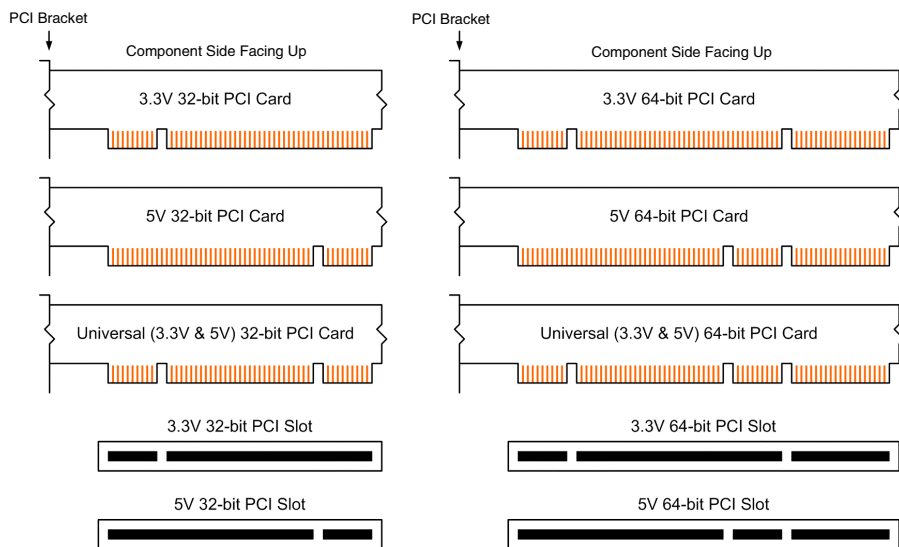 PCI Bracket
PCI Bracket
Component Side Facing Up
Component Side Facing Up
3.3V 32-bit PCI Card
3.3V 64-bit PCI Card
5V 32-bit PCI Card
5V 64-bit PCI Card
Universal (3.3V & 5V) 32-bit PCI Card
Universal (3.3V & 5V) 64-bit PCI Card
3.3V 32-bit PCI Slot
3.3V 64-bit PCI Slot
5V 32-bit PCI Slot
5V 64-bit PCI Slot